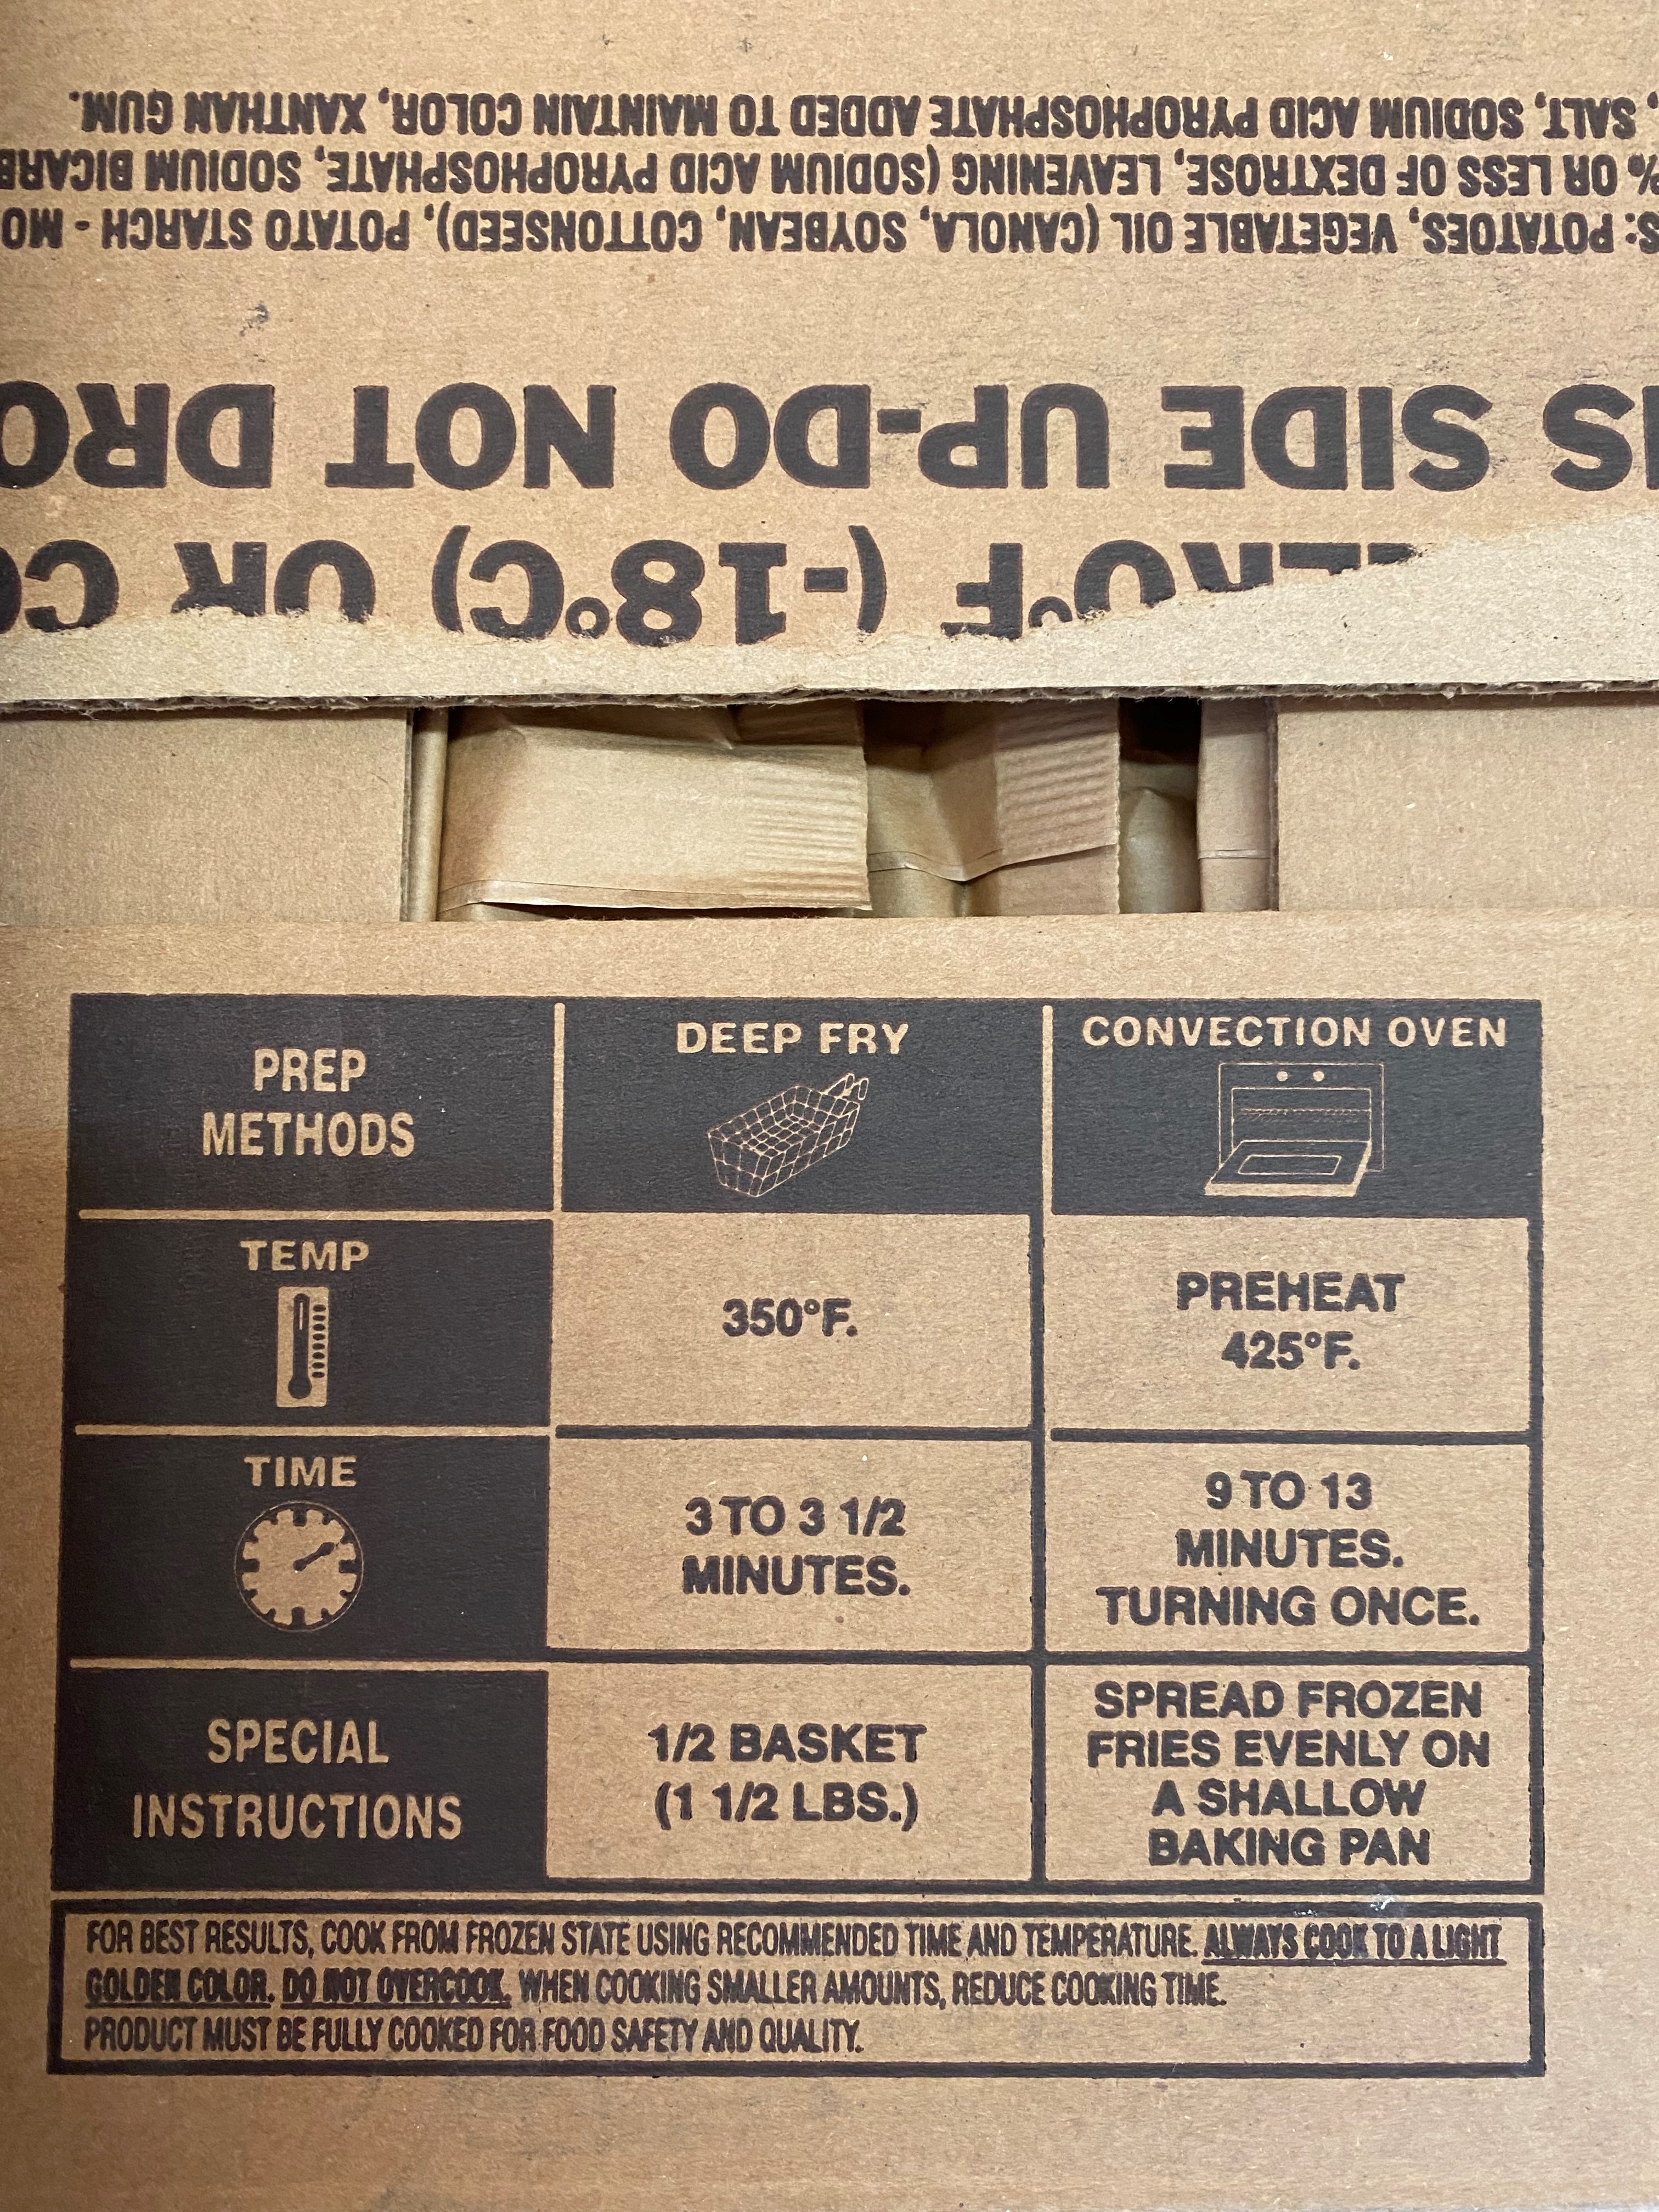 S: POTATOES, VEGETABLE OIL (CANOLA, SOYBEAN, COTTONSEED), POTATO STARCH - MO
% OR LESS OF DEXTROSE, LEAVENING (SODIUM ACID PYROPHOSPHATE, SODIUM BICARB
, SALT, SODIUM ACID PYROPHOSPHATE ADDED TO MAINTAIN COLOR, XANTHAN GUM.
ZERO°F (-18°C) OR CO
IS SIDE UP-DO NOT DRO
PREP
METHODS
DEEP FRY
CONVECTION OVEN
TEMP
350°F.
PREHEAT
425°F.
TIME
3 TO 3 1/2
MINUTES.
9 TO 13
MINUTES.
TURNING ONCE.
SPECIAL
INSTRUCTIONS
1/2 BASKET
(1 1/2 LBS.)
SPREAD FROZEN
FRIES EVENLY ON
A SHALLOW
BAKING PAN
FOR BEST RESULTS, COOK FROM FROZEN STATE USING RECOMMENDED TIME AND TEMPERATURE. ALWAYS COOK TO A LIGHT
GOLDEN COLOR. DO NOT OVERCOOK. WHEN COOKING SMALLER AMOUNTS, REDUCE COOKING TIME.
PRODUCT MUST BE FULLY COOKED FOR FOOD SAFETY AND QUALITY.